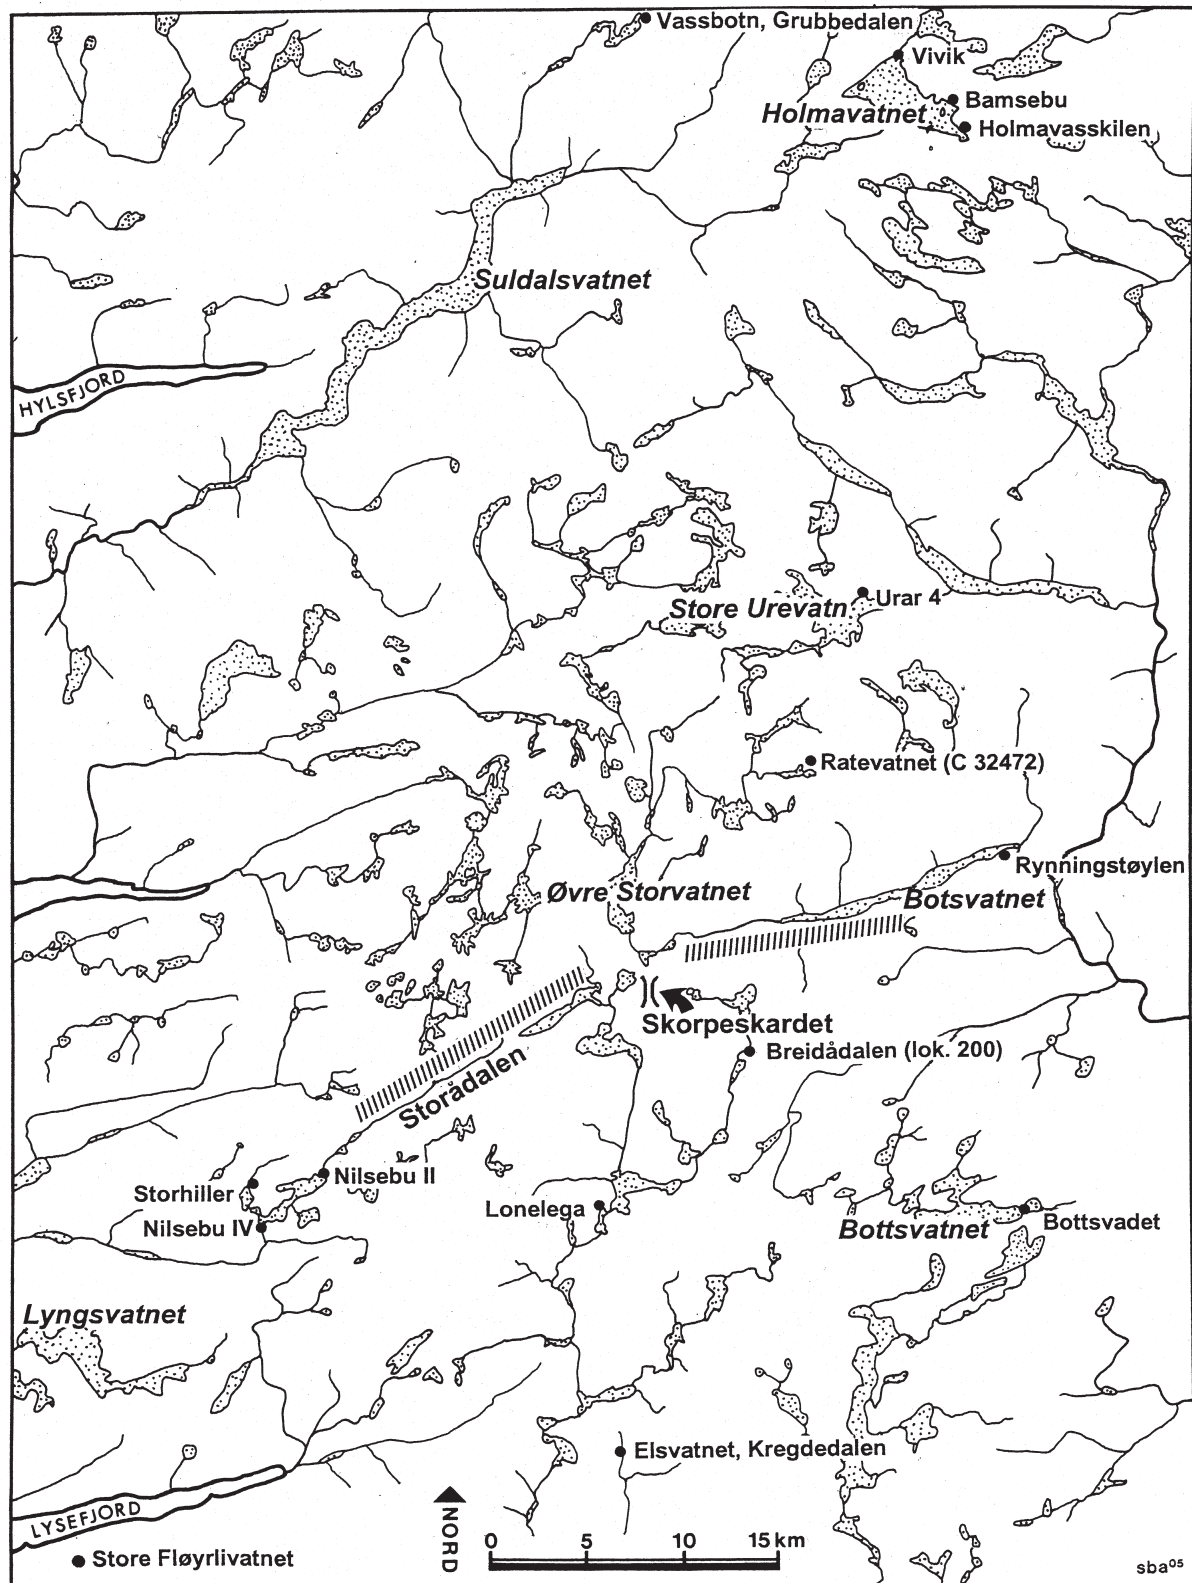 Vassbotn, Grubbedalen
Vivik
Bamsebu
Holmavatnet
Holmavasskilen
Suldalsvatnet
HYLSFJORD
Store Urevatn
Urar 4
Ratevatnet (C 32472)
Rynningstøylen
Øvre Storvatnet
Botsvatnet
Skorpeskardet
Breidådalen (lok. 200)
Storådalen
Nilsebu II
Storhiller
Nilsebu IV
Lonelega
Bottsvatnet
Bottsvadet
Lyngsvatnet
Elsvatnet, Kregdedalen
LYSEFJORD
NORD
0 5 10 15 km
Store Fløyrlivatnet
sba05